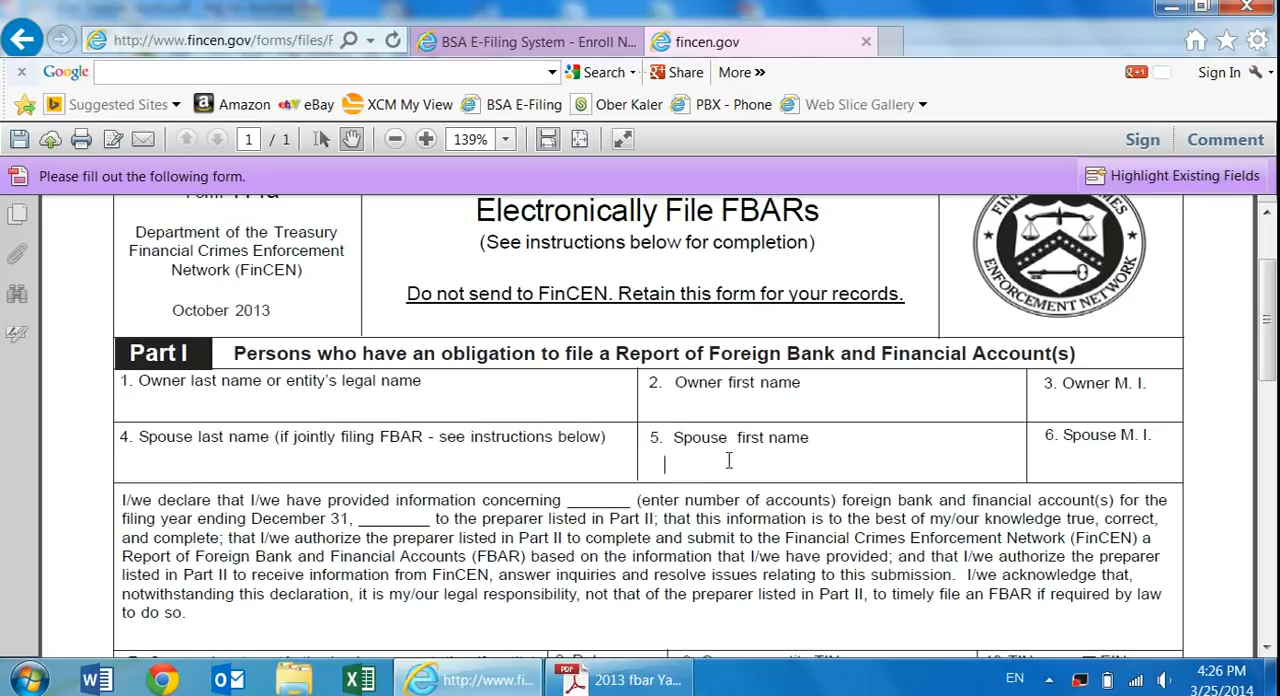 http://www.fincen.gov/forms/files/F
BSA E-Filing System - Enroll N...
fincen.gov
x Google
Search
Share
More »
+1
Sign In
Suggested Sites
Amazon
eBay
XCM My View
BSA E-Filing
Ober Kaler
PBX - Phone
Web Slice Gallery
1 / 1
139%
Sign
Comment
Please fill out the following form.
Highlight Existing Fields
Department of the Treasury
Financial Crimes Enforcement
Network (FinCEN)
October 2013
Electronically File FBARs
(See instructions below for completion)
Do not send to FinCEN. Retain this form for your records.
ENFORCEMENT NETWORK
Part I Persons who have an obligation to file a Report of Foreign Bank and Financial Account(s)
1. Owner last name or entity's legal name
2. Owner first name
3. Owner M. I.
4. Spouse last name (if jointly filing FBAR - see instructions below)
5. Spouse first name
6. Spouse M. I.
I/we declare that I/we have provided information concerning _______ (enter number of accounts) foreign bank and financial account(s) for the
filing year ending December 31, ________ to the preparer listed in Part II; that this information is to the best of my/our knowledge true, correct,
and complete; that I/we authorize the preparer listed in Part II to complete and submit to the Financial Crimes Enforcement Network (FinCEN) a
Report of Foreign Bank and Financial Accounts (FBAR) based on the information that I/we have provided; and that I/we authorize the preparer
listed in Part II to receive information from FinCEN, answer inquiries and resolve issues relating to this submission. I/we acknowledge that,
notwithstanding this declaration, it is my/our legal responsibility, not that of the preparer listed in Part II, to timely file an FBAR if required by law
to do so.
http://www.fi...
2013 fbar Ya...
EN
4:26 PM
3/25/2014